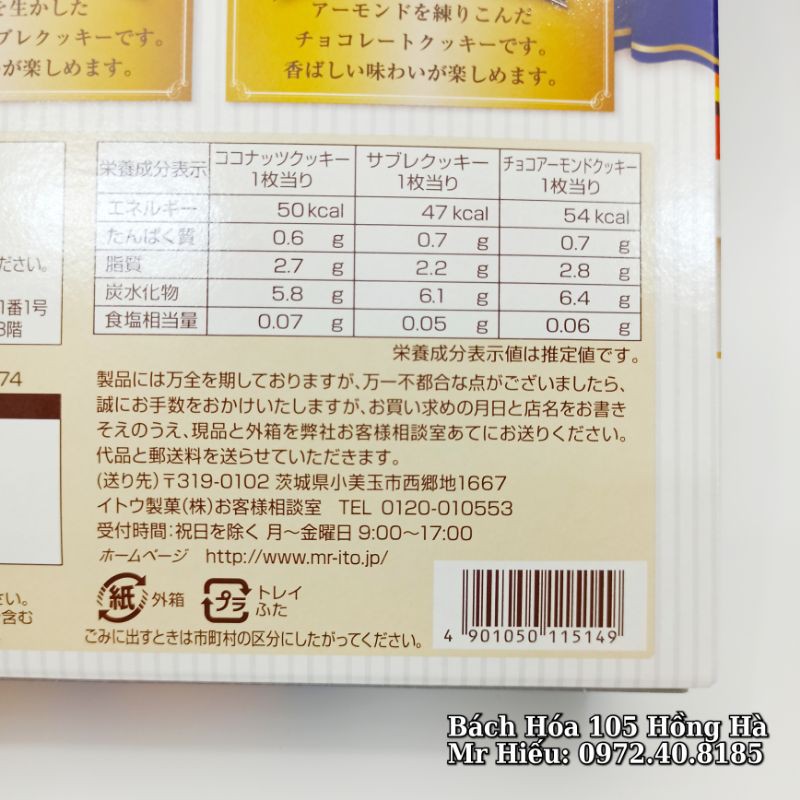 を生かした
ブレクッキーです。
が楽しめます。
アーモンドを練りこんだ
チョコレートクッキーです。
香ばしい味わいが楽しめます。
栄養成分表示 ココナッツクッキー 1枚当り サブレクッキー 1枚当り チョコアーモンドクッキー 1枚当り
エネルギー 50 kcal 47 kcal 54 kcal
たんぱく質 0.6 g 0.7 g 0.7 g
脂質 2.7 g 2.2 g 2.8 g
炭水化物 5.8 g 6.1 g 6.4 g
食塩相当量 0.07 g 0.05 g 0.06 g
栄養成分表示値は推定値です。
ださい。
1番1号
3階
74
製品には万全を期しておりますが、万一不都合な点がございましたら、
誠にお手数をおかけいたしますが、お買い求めの月日と店名をお書き
そえのうえ、現品と外箱を弊社お客様相談室あてにお送りください。
代品と郵送料を送らせていただきます。
(送り先)〒319-0102 茨城県小美玉市西郷地1667
イトウ製菓(株)お客様相談室 TEL 0120-010553
受付時間:祝日を除く 月〜金曜日 9:00〜17:00
ホームページ http://www.mr-ito.jp/
紙 外箱 プラ トレイ
ふた
ごみに出すときは市町村の区分にしたがってください。
さい。
含む
4 901050 115149
Bách Hóa 105 Hồng Hà
Mr Hiếu: 0972.40.8185